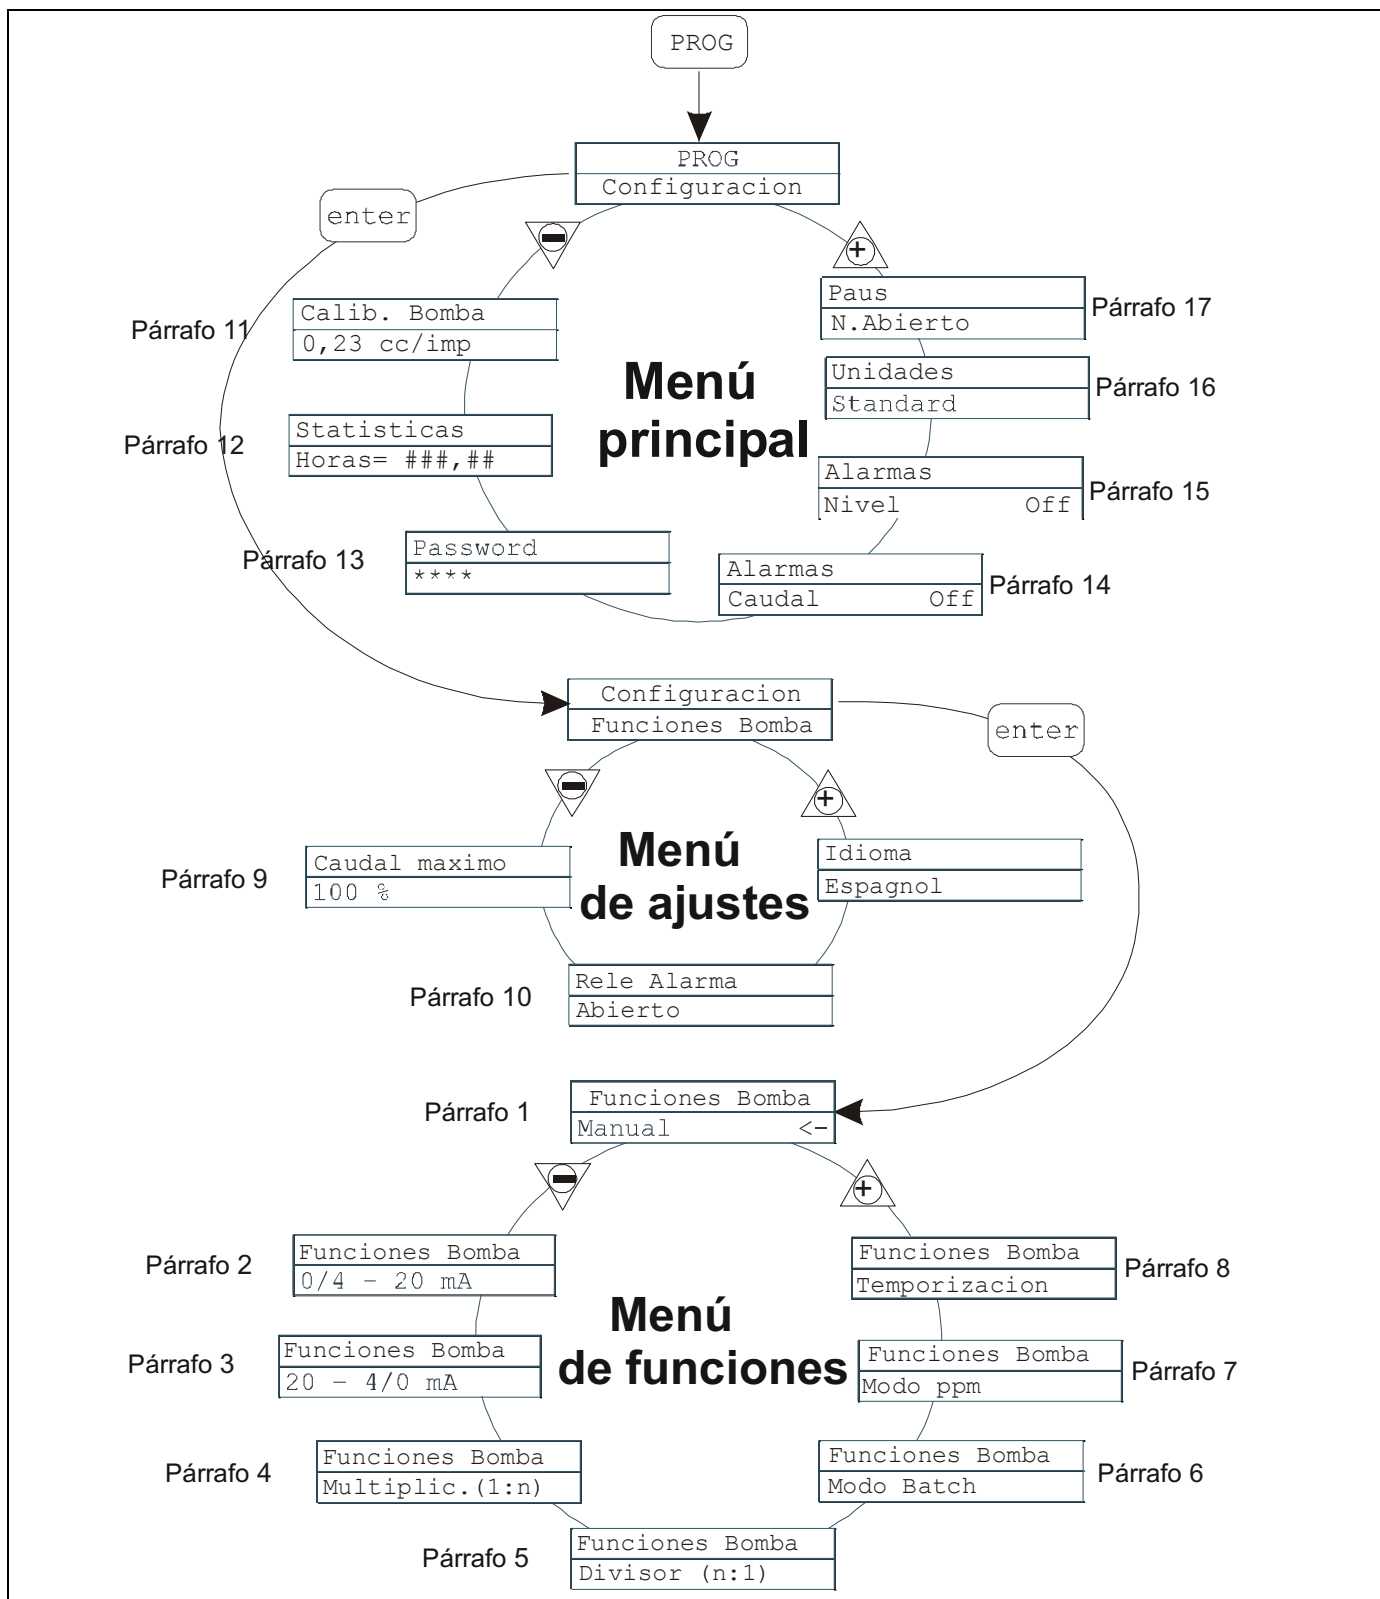 PROG
PROG
Configuracion
enter
Calib. Bomba
0,23 cc/imp
Párrafo 11
Paus
N.Abierto
Párrafo 17
Menú
principal
Unidades
Standard
Párrafo 16
Párrafo 12
Statisticas
Horas= ###,##
Alarmas
Nivel Off
Párrafo 15
Párrafo 13
Password
****
Alarmas
Caudal Off
Párrafo 14
Configuracion
Funciones Bomba
enter
Párrafo 9
Caudal maximo
100 %
Menú
de ajustes
Idioma
Espagnol
Párrafo 10
Rele Alarma
Abierto
Párrafo 1
Funciones Bomba
Manual <-
Párrafo 2
Funciones Bomba
0/4 - 20 mA
Funciones Bomba
Temporizacion
Párrafo 8
Menú
de funciones
Párrafo 3
Funciones Bomba
20 - 4/0 mA
Funciones Bomba
Modo ppm
Párrafo 7
Párrafo 4
Funciones Bomba
Multiplic.(1:n)
Funciones Bomba
Modo Batch
Párrafo 6
Párrafo 5
Funciones Bomba
Divisor (n:1)